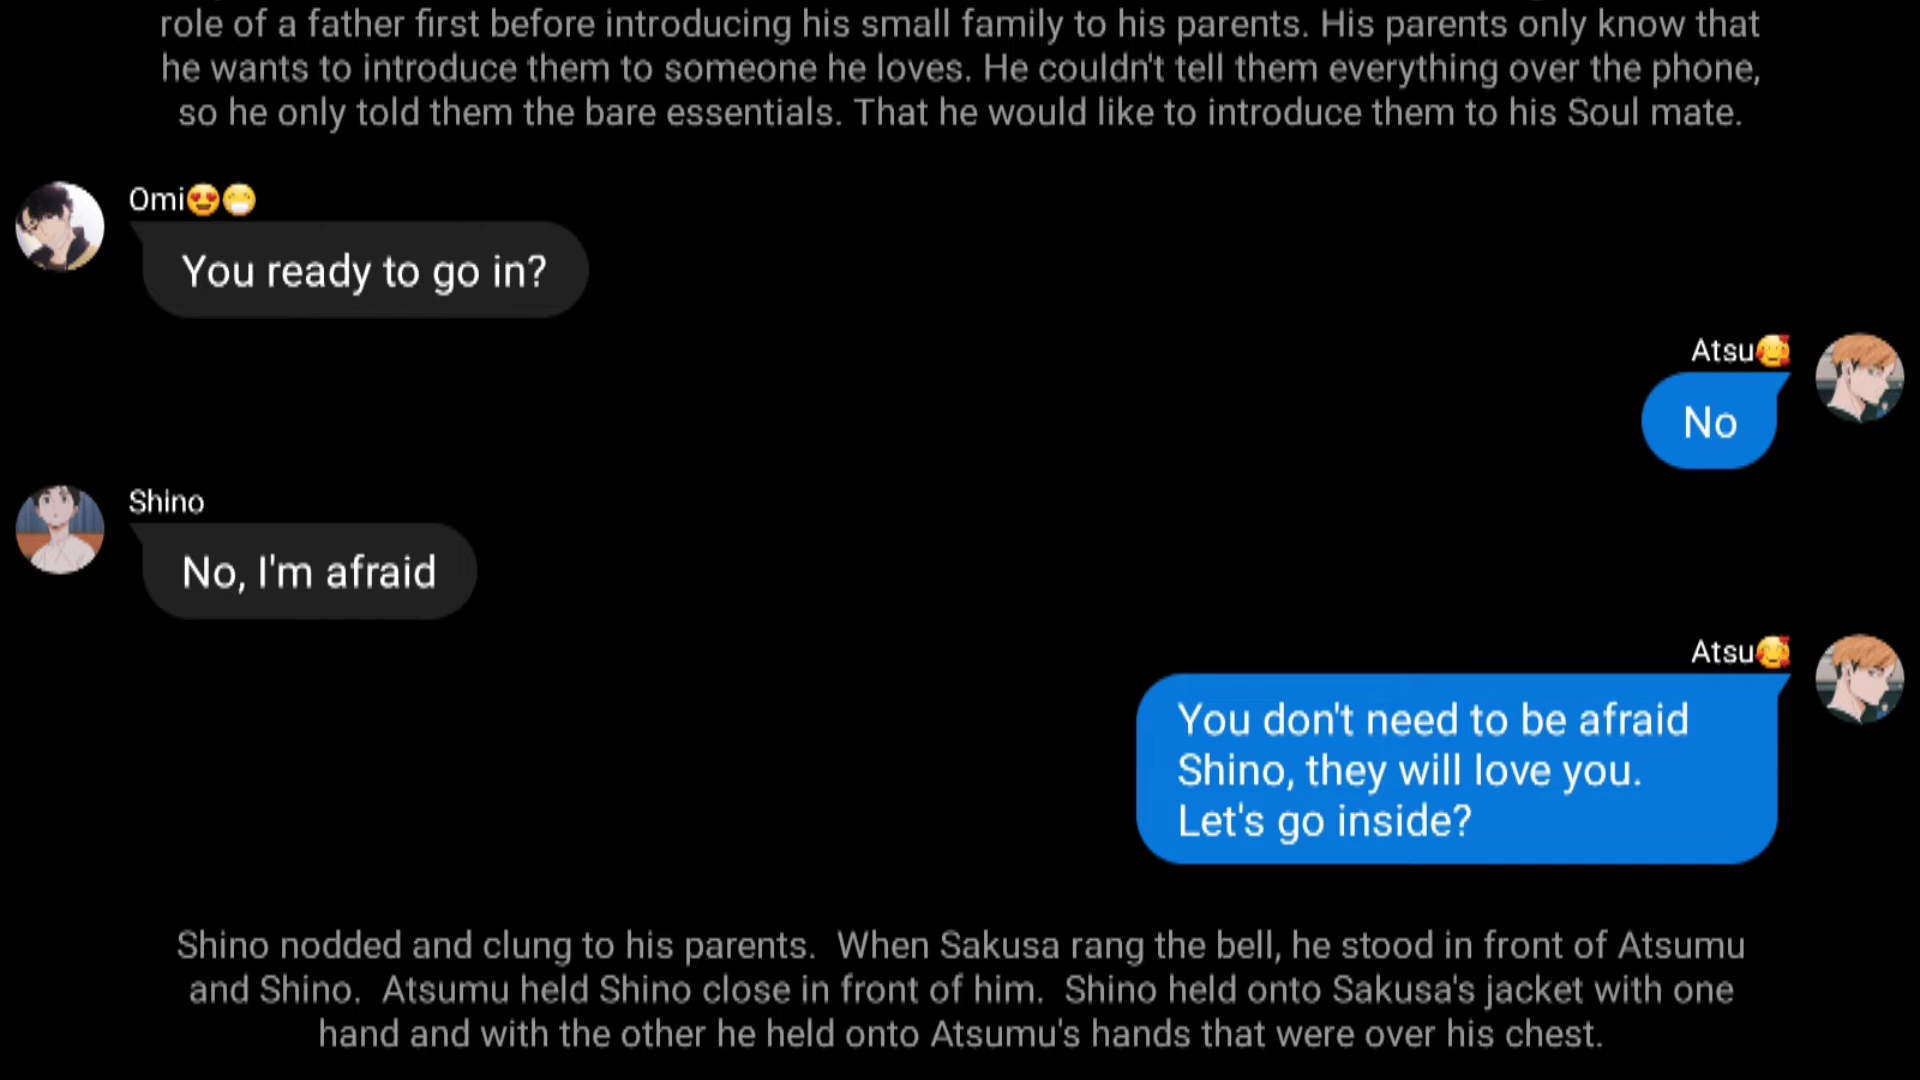 role of a father first before introducing his small family to his parents. His parents only know that
he wants to introduce them to someone he loves. He couldn't tell them everything over the phone,
so he only told them the bare essentials. That he would like to introduce them to his Soul mate.
Omi😍😷
You ready to go in?
Atsu🥰
No
Shino
No, I'm afraid
Atsu🥰
You don't need to be afraid
Shino, they will love you.
Let's go inside?
Shino nodded and clung to his parents.  When Sakusa rang the bell, he stood in front of Atsumu
and Shino.  Atsumu held Shino close in front of him.  Shino held onto Sakusa's jacket with one
hand and with the other he held onto Atsumu's hands that were over his chest.